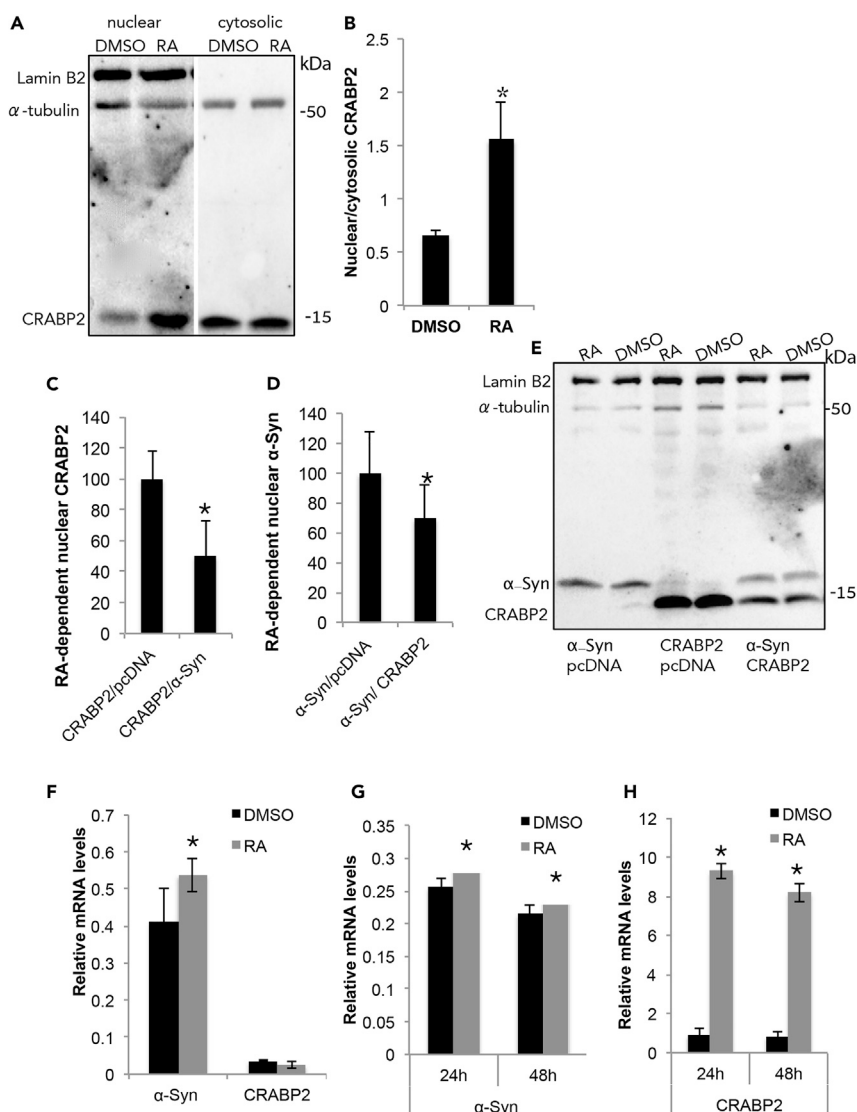 A
nuclear cytosolic
DMSO RA DMSO RA
kDa
Lamin B2
α-tubulin
-50
CRABP2
-15
B
Nuclear/cytosolic CRABP2
2.5
2
1.5
1
0.5
0
*
DMSO RA
C
RA-dependent nuclear CRABP2
140
120
100
80
60
40
20
0
*
CRABP2/pcDNA
CRABP2/α-Syn
D
RA-dependent nuclear α-Syn
140
120
100
80
60
40
20
0
*
α-Syn/pcDNA
α-Syn/ CRABP2
E
RA DMSO RA DMSO RA DMSO
kDa
Lamin B2
α-tubulin
-50
α-Syn
-15
CRABP2
α-Syn CRABP2 α-Syn
pcDNA pcDNA CRABP2
F
Relative mRNA levels
0.7
0.6
0.5
0.4
0.3
0.2
0.1
0
DMSO
RA
*
α-Syn CRABP2
G
Relative mRNA levels
0.35
0.3
0.25
0.2
0.15
0.1
0.05
0
DMSO
RA
* *
24h 48h
α-Syn
H
Relative mRNA levels
12
10
8
6
4
2
0
DMSO
RA
* *
24h 48h
CRABP2